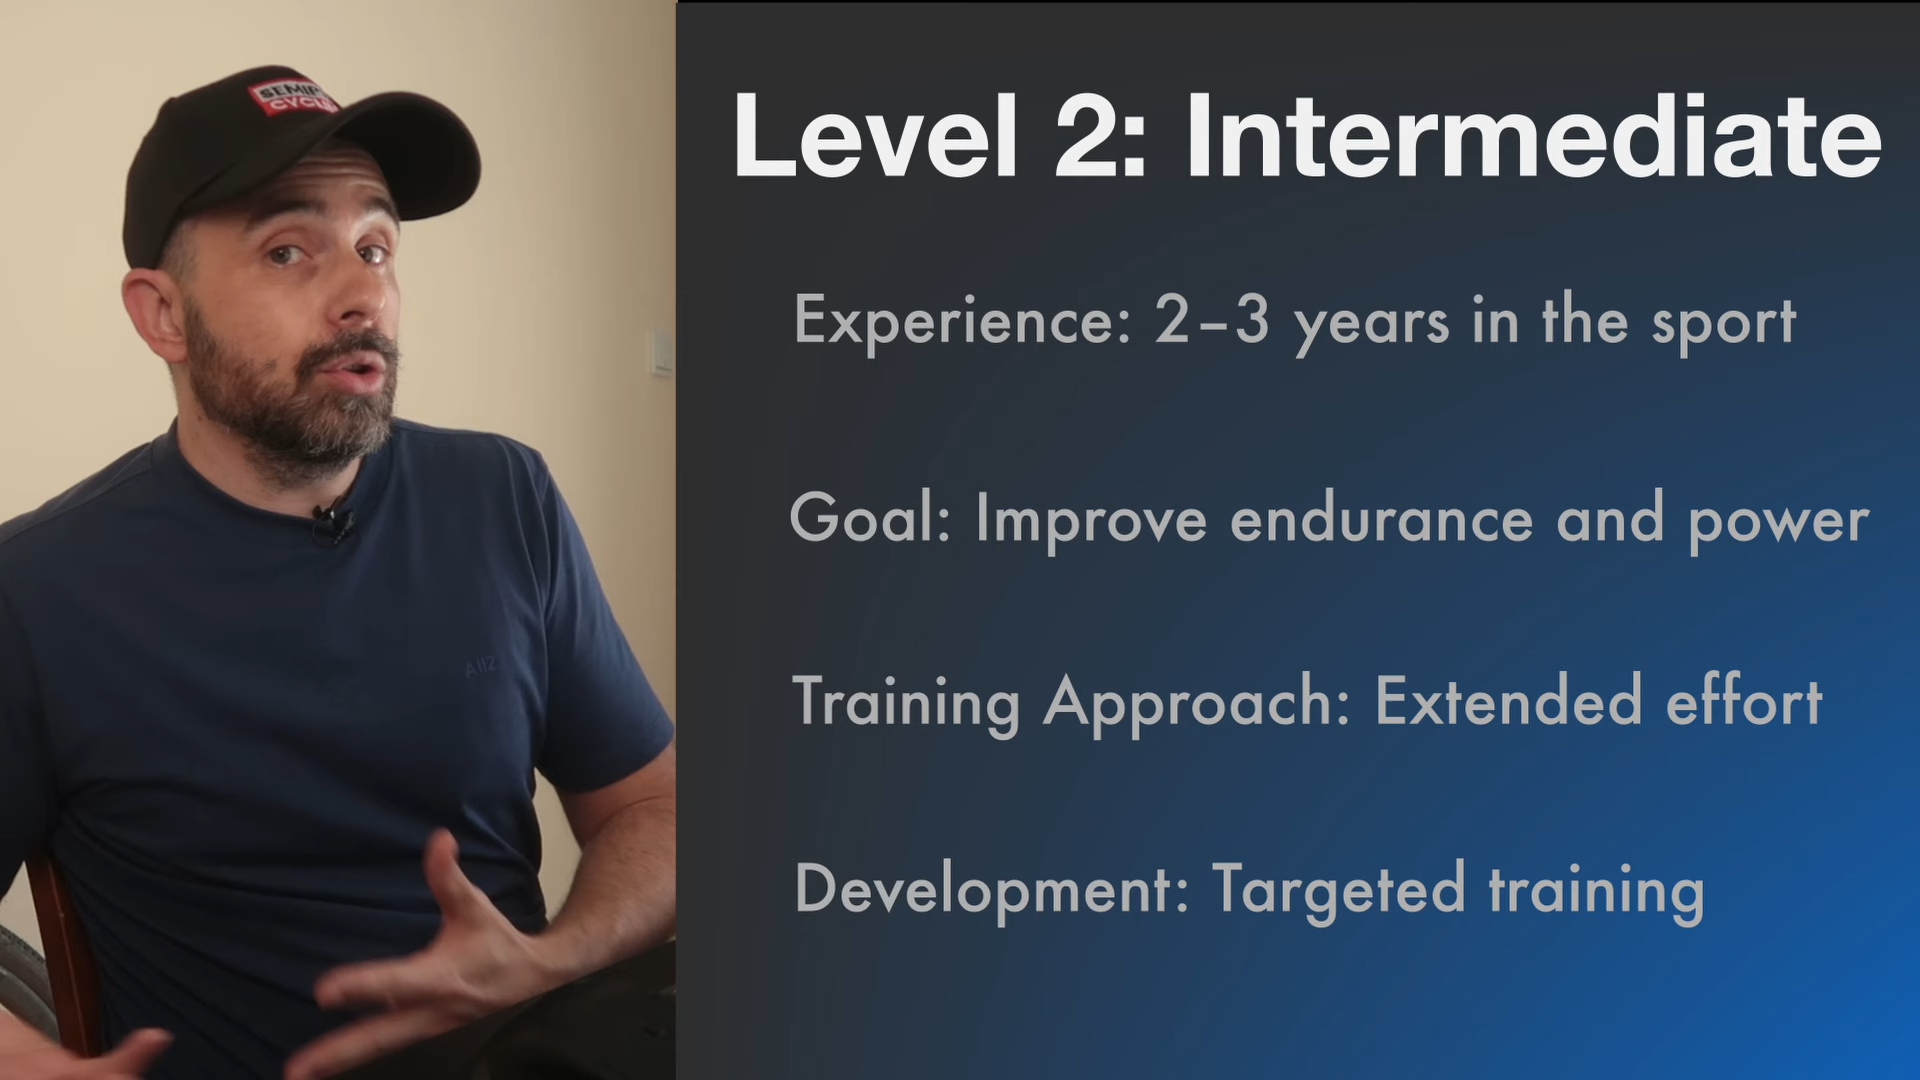 Level 2: Intermediate
Experience: 2–3 years in the sport
Goal: Improve endurance and power
Training Approach: Extended effort
Development: Targeted training